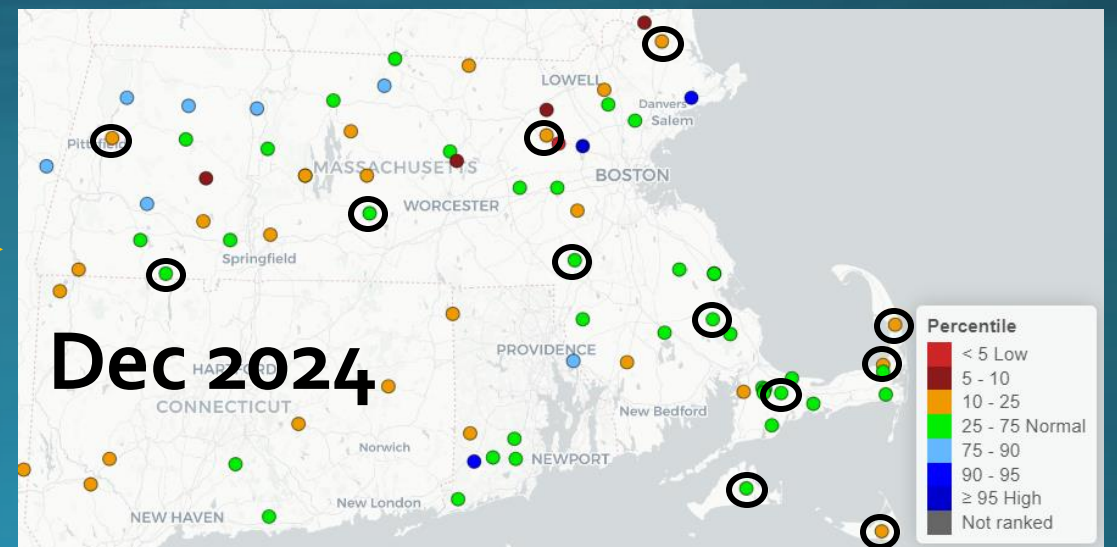 LOWELL
Danvers
Salem
Pittsfield
MASSACHUSETTS
BOSTON
WORCESTER
Springfield
Dec 2024
HARTFORD
CONNECTICUT
PROVIDENCE
New Bedford
Norwich
NEWPORT
New London
NEW HAVEN
Percentile
< 5 Low
5 - 10
10 - 25
25 - 75 Normal
75 - 90
90 - 95
≥ 95 High
Not ranked